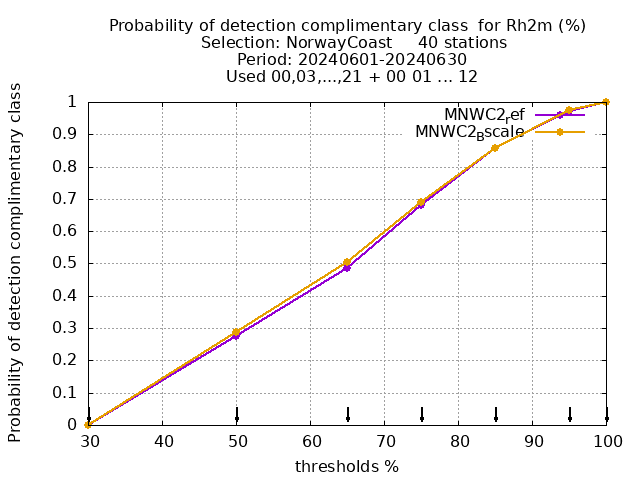 Probability of detection complimentary class  for Rh2m (%)
Selection: NorwayCoast     40 stations
Period: 20240601-20240630
Used 00,03,...,21 + 00 01 ... 12
Probability of detection complimentary class
1
0.9
0.8
0.7
0.6
0.5
0.4
0.3
0.2
0.1
0
MNWC2_ref
MNWC2_Bscale
30 40 50 60 70 80 90 100
thresholds %